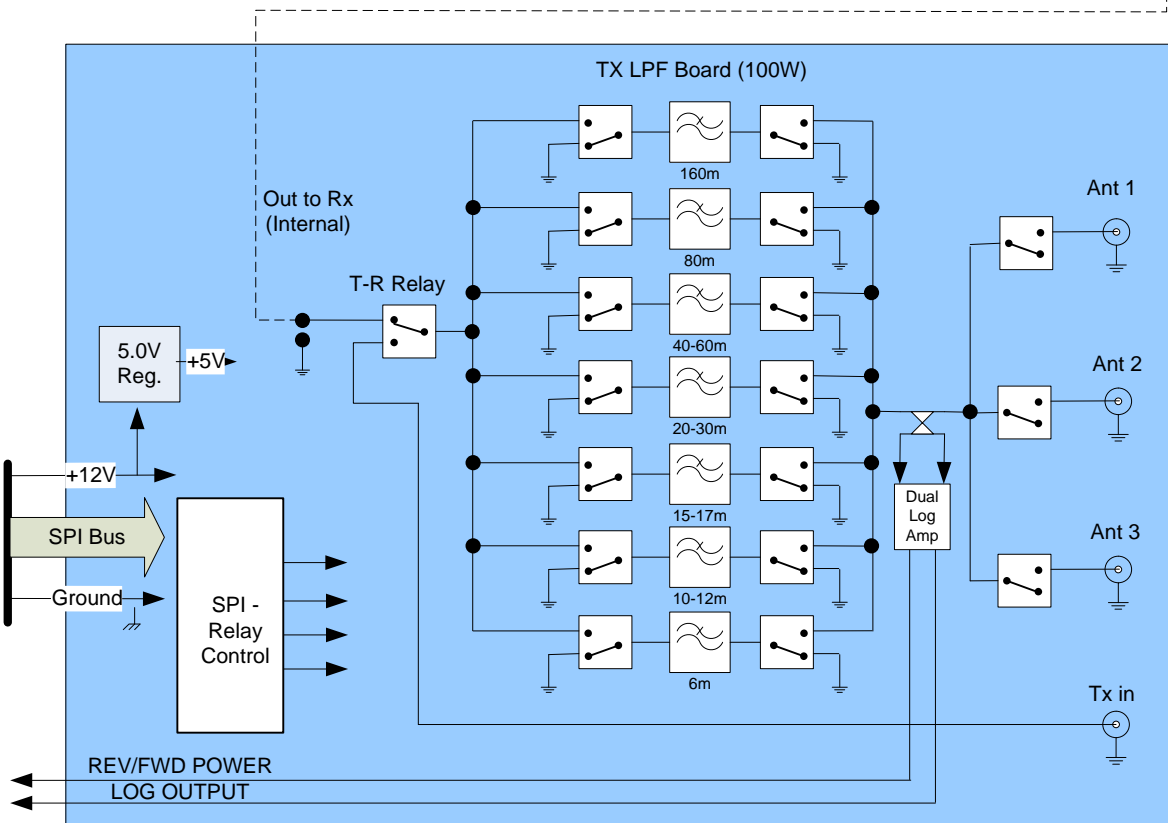 TX LPF Board (100W)
160m
80m
40-60m
20-30m
15-17m
10-12m
6m
Out to Rx
(Internal)
T-R Relay
5.0V
Reg.
+5V
+12V
SPI Bus
Ground
SPI -
Relay
Control
Dual
Log
Amp
Ant 1
Ant 2
Ant 3
Tx in
REV/FWD POWER
LOG OUTPUT